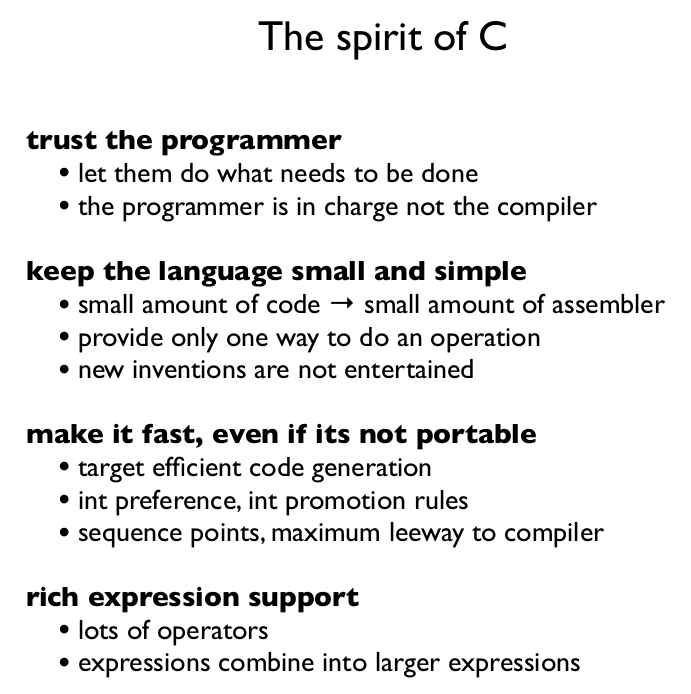 The spirit of C
trust the programmer
• let them do what needs to be done
• the programmer is in charge not the compiler
keep the language small and simple
• small amount of code → small amount of assembler
• provide only one way to do an operation
• new inventions are not entertained
make it fast, even if its not portable
• target efficient code generation
• int preference, int promotion rules
• sequence points, maximum leeway to compiler
rich expression support
• lots of operators
• expressions combine into larger expressions